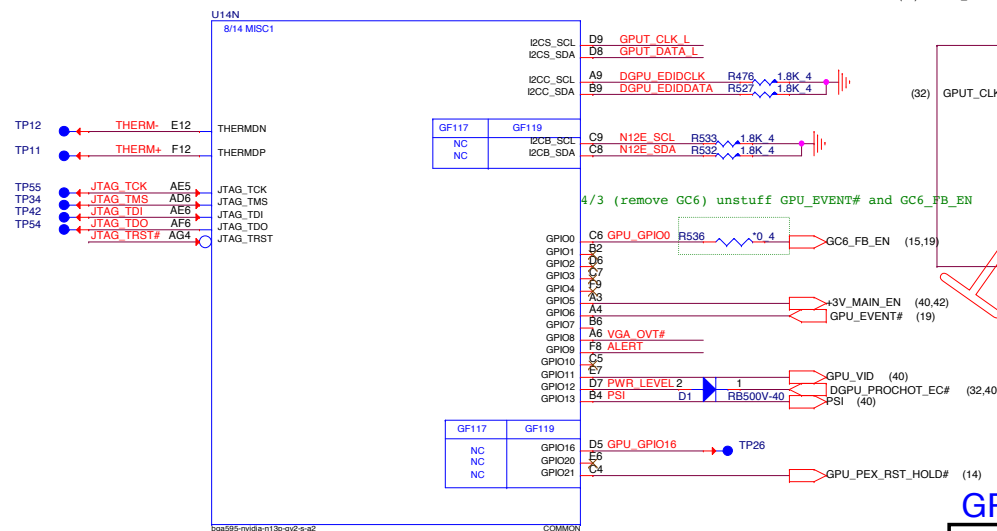 U14N
8/14 MISC1
I2CS_SCL D9 GPUT_CLK_L
I2CS_SDA D8 GPUT_DATA_L
I2CC_SCL A9 DGPU_EDIDCLK R476 1.8K_4
I2CC_SDA B9 DGPU_EDIDDATA R527 1.8K_4
(32) GPUT_CLK
TP12 THERM- E12 THERMDN
TP11 THERM+ F12 THERMDP
GF117 GF119
NC I2CB_SCL C9 N12E_SCL R533 1.8K_4
NC I2CB_SDA C8 N12E_SDA R532 1.8K_4
TP55 JTAG_TCK AE5 JTAG_TCK
TP34 JTAG_TMS AD6 JTAG_TMS
TP42 JTAG_TDI AE6 JTAG_TDI
TP54 JTAG_TDO AF6 JTAG_TDO
JTAG_TRST# AG4 JTAG_TRST
4/3 (remove GC6) unstuff GPU_EVENT# and GC6_FB_EN
GPIO0 C6 GPU_GPIO0 R536 *0_4 GC6_FB_EN (15,19)
GPIO1 B2
GPIO2 D6
GPIO3 C7
GPIO4 F9
GPIO5 A3 +3V_MAIN_EN (40,42)
GPIO6 A4 GPU_EVENT# (19)
GPIO7 B6
GPIO8 A6 VGA_OVT#
GPIO9 F8 ALERT
GPIO10 C5
GPIO11 E7 GPU_VID (40)
GPIO12 D7 PWR_LEVEL 2 D1 1 RB500V-40 DGPU_PROCHOT_EC# (32,40
GPIO13 B4 PSI PSI (40)
GF117 GF119
NC GPIO16 D5 GPU_GPIO16 TP26
NC GPIO20 E6
NC GPIO21 C4 GPU_PEX_RST_HOLD# (14)
bga595-nvidia-n13p-gv2-s-a2 COMMON